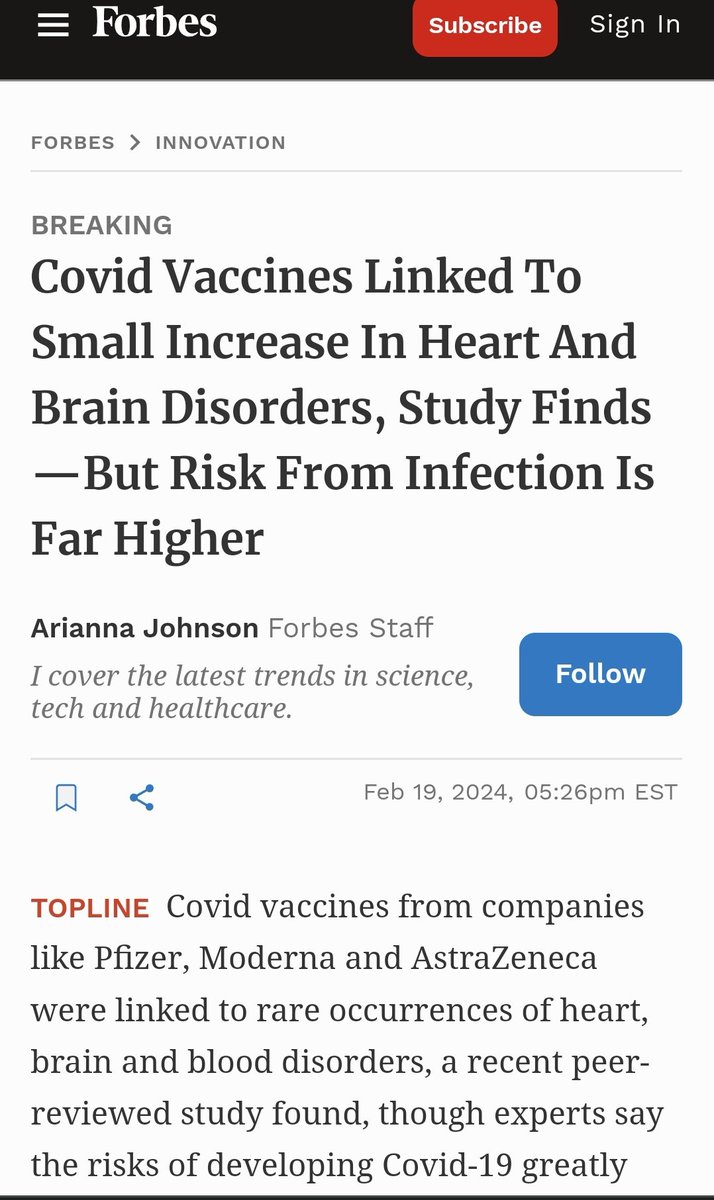 Forbes
Subscribe
Sign In
FORBES > INNOVATION
BREAKING
Covid Vaccines Linked To
Small Increase In Heart And
Brain Disorders, Study Finds
—But Risk From Infection Is
Far Higher
Arianna Johnson Forbes Staff
I cover the latest trends in science,
tech and healthcare.
Follow
Feb 19, 2024, 05:26pm EST
TOPLINE Covid vaccines from companies
like Pfizer, Moderna and AstraZeneca
were linked to rare occurrences of heart,
brain and blood disorders, a recent peer-
reviewed study found, though experts say
the risks of developing Covid-19 greatly